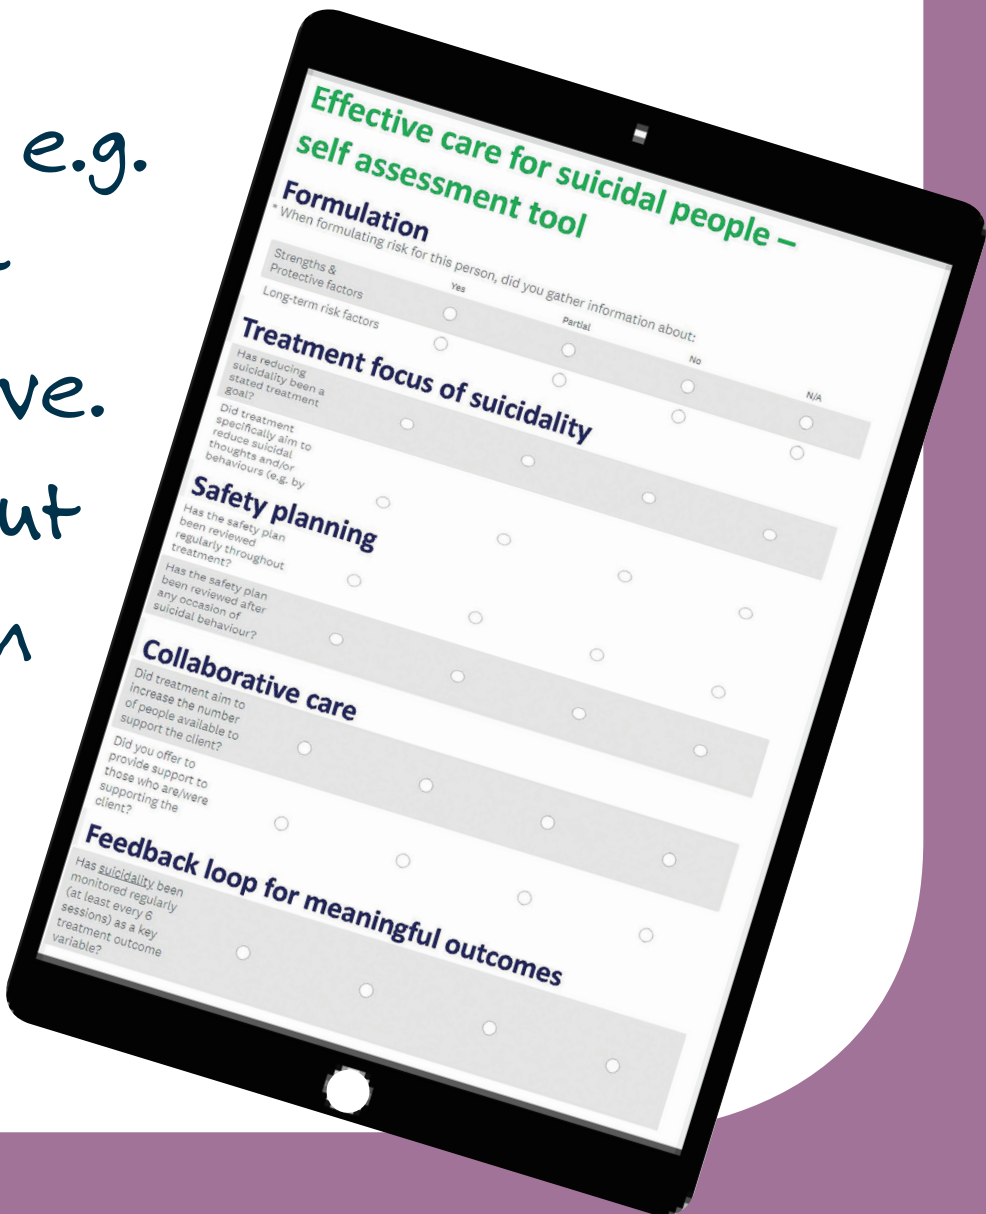 e.g.
ve.
ut
n
Effective care for suicidal people –
self assessment tool
Formulation
* When formulating risk for this person, did you gather information about:
Yes
Partial
No
N/A
Strengths &
Protective factors
Long-term risk factors
Treatment focus of suicidality
Has reducing
suicidality been a
stated treatment
goal?
Did treatment
specifically aim to
reduce suicidal
thoughts and/or
behaviours (e.g. by
Safety planning
Has the safety plan
been reviewed
regularly throughout
treatment?
Has the safety plan
been reviewed after
any occasion of
suicidal behaviour?
Collaborative care
Did treatment aim to
increase the number
of people available to
support the client?
Did you offer to
provide support to
those who are/were
supporting the
client?
Feedback loop for meaningful outcomes
Has suicidality been
monitored regularly
(at least every 6
sessions) as a key
treatment outcome
variable?